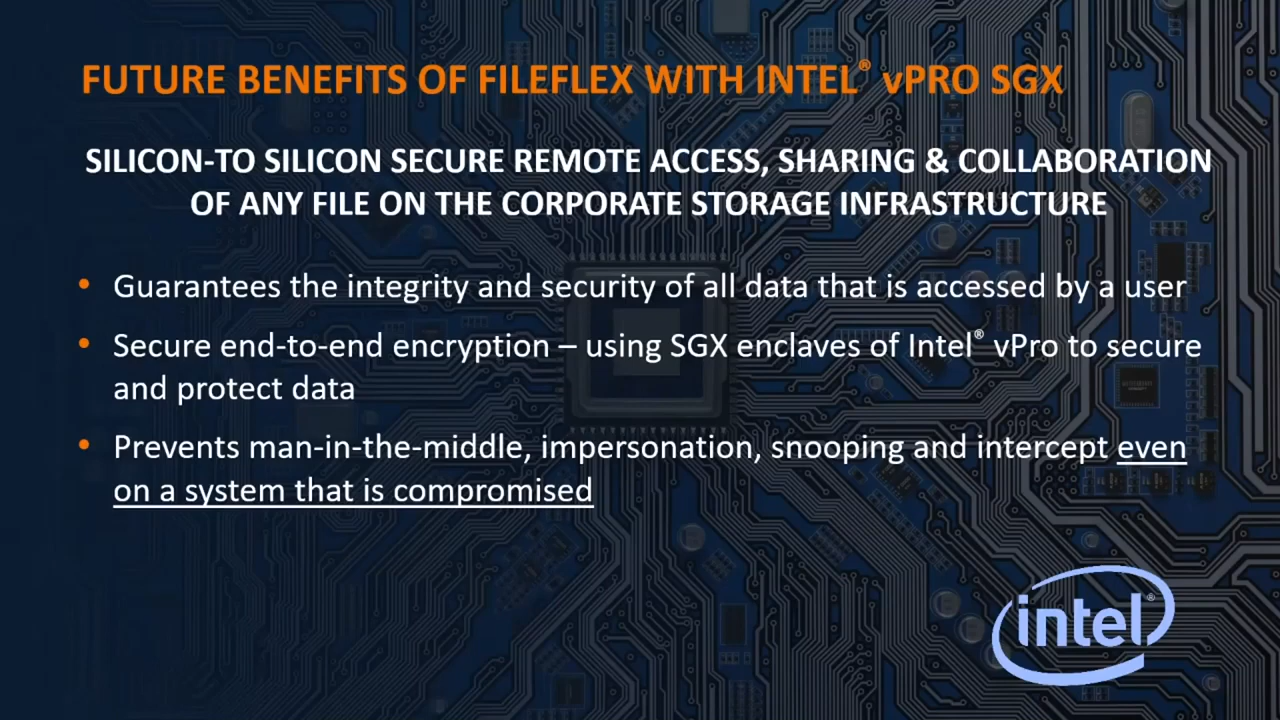 FUTURE BENEFITS OF FILEFLEX WITH INTEL® vPRO SGX
SILICON-TO SILICON SECURE REMOTE ACCESS, SHARING & COLLABORATION
OF ANY FILE ON THE CORPORATE STORAGE INFRASTRUCTURE
• Guarantees the integrity and security of all data that is accessed by a user
• Secure end-to-end encryption – using SGX enclaves of Intel® vPro to secure
and protect data
• Prevents man-in-the-middle, impersonation, snooping and intercept even
on a system that is compromised
intel®